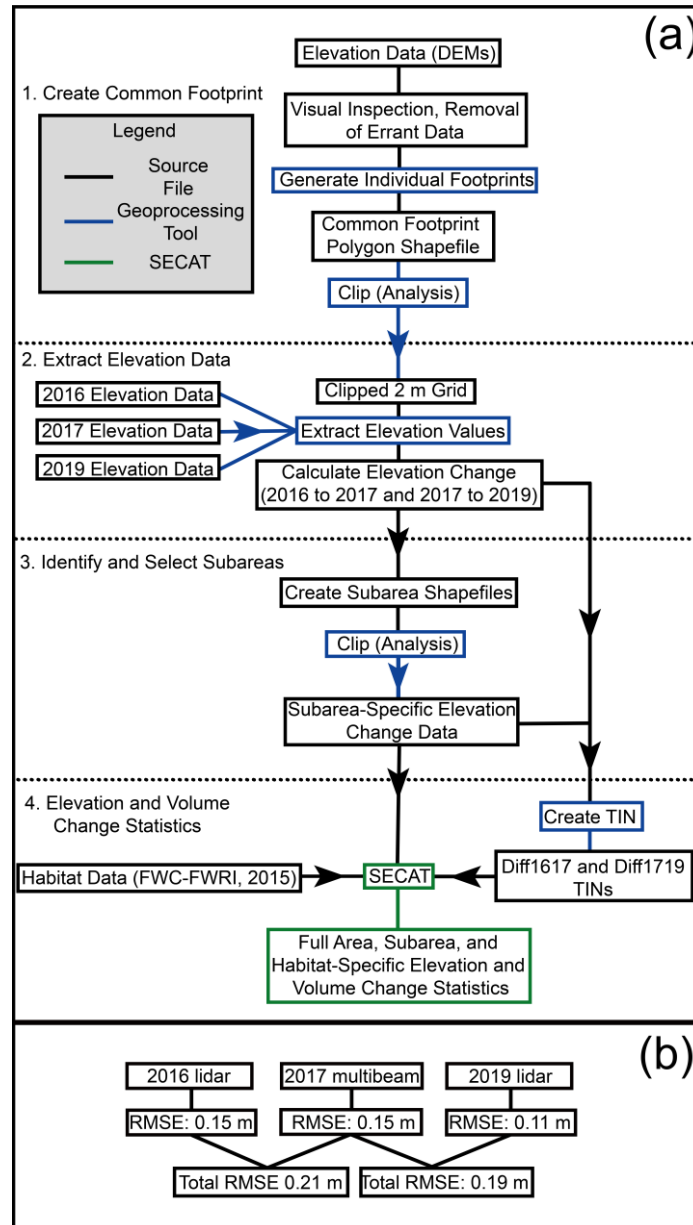 (a)
Elevation Data (DEMs)
1. Create Common Footprint
Visual Inspection, Removal
of Errant Data
Legend
Source
File
Geoprocessing
Tool
SECAT
Generate Individual Footprints
Common Footprint
Polygon Shapefile
Clip (Analysis)
2. Extract Elevation Data
Clipped 2 m Grid
2016 Elevation Data
2017 Elevation Data
2019 Elevation Data
Extract Elevation Values
Calculate Elevation Change
(2016 to 2017 and 2017 to 2019)
3. Identify and Select Subareas
Create Subarea Shapefiles
Clip (Analysis)
Subarea-Specific Elevation
Change Data
4. Elevation and Volume
Change Statistics
Create TIN
Habitat Data (FWC-FWRI, 2015)
SECAT
Diff1617 and Diff1719
TINs
Full Area, Subarea, and
Habitat-Specific Elevation and
Volume Change Statistics
(b)
2016 lidar
2017 multibeam
2019 lidar
RMSE: 0.15 m
RMSE: 0.15 m
RMSE: 0.11 m
Total RMSE 0.21 m
Total RMSE: 0.19 m